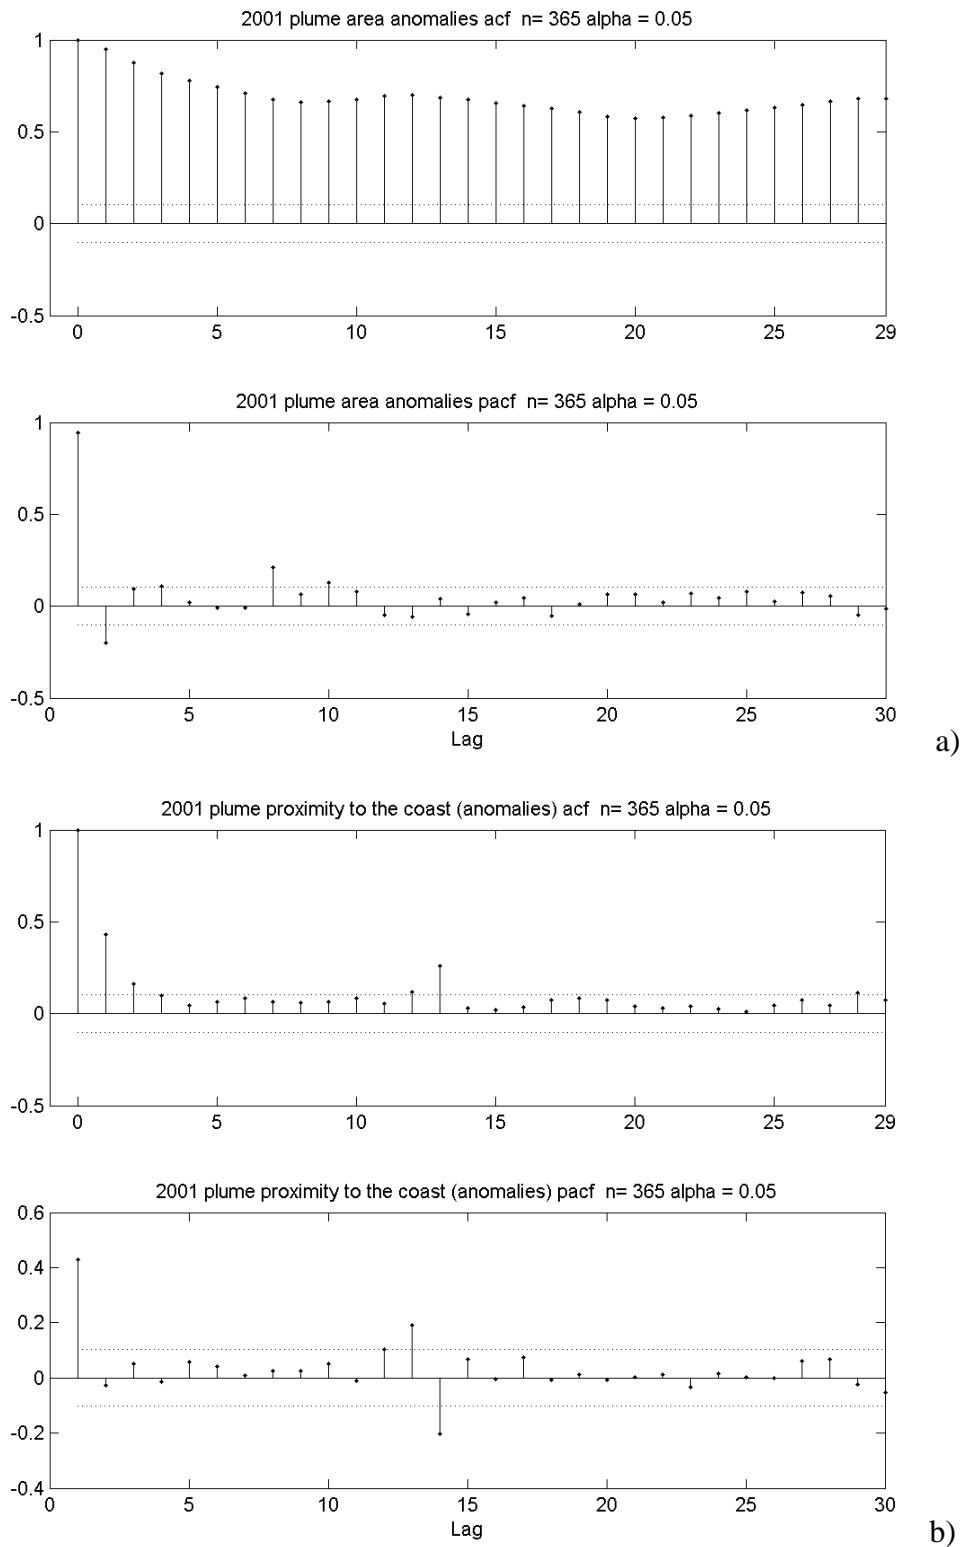 2001 plume area anomalies acf n= 365 alpha = 0.05
1
0.5
0
-0.5
0 5 10 15 20 25 29
2001 plume area anomalies pacf n= 365 alpha = 0.05
1
0.5
0
-0.5
0 5 10 15 20 25 30
Lag
a)
2001 plume proximity to the coast (anomalies) acf n= 365 alpha = 0.05
1
0.5
0
-0.5
0 5 10 15 20 25 29
2001 plume proximity to the coast (anomalies) pacf n= 365 alpha = 0.05
0.6
0.4
0.2
0
-0.2
-0.4
0 5 10 15 20 25 30
Lag
b)